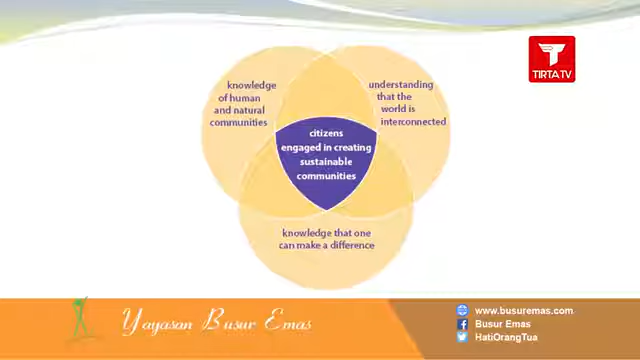 TIRTA TV
knowledge
of human
and natural
communities
understanding
that the
world is
interconnected
citizens
engaged in creating
sustainable
communities
knowledge that one
can make a difference
Yayasan Busur Emas
www.busuremas.com
Busur Emas
HatiOrangTua